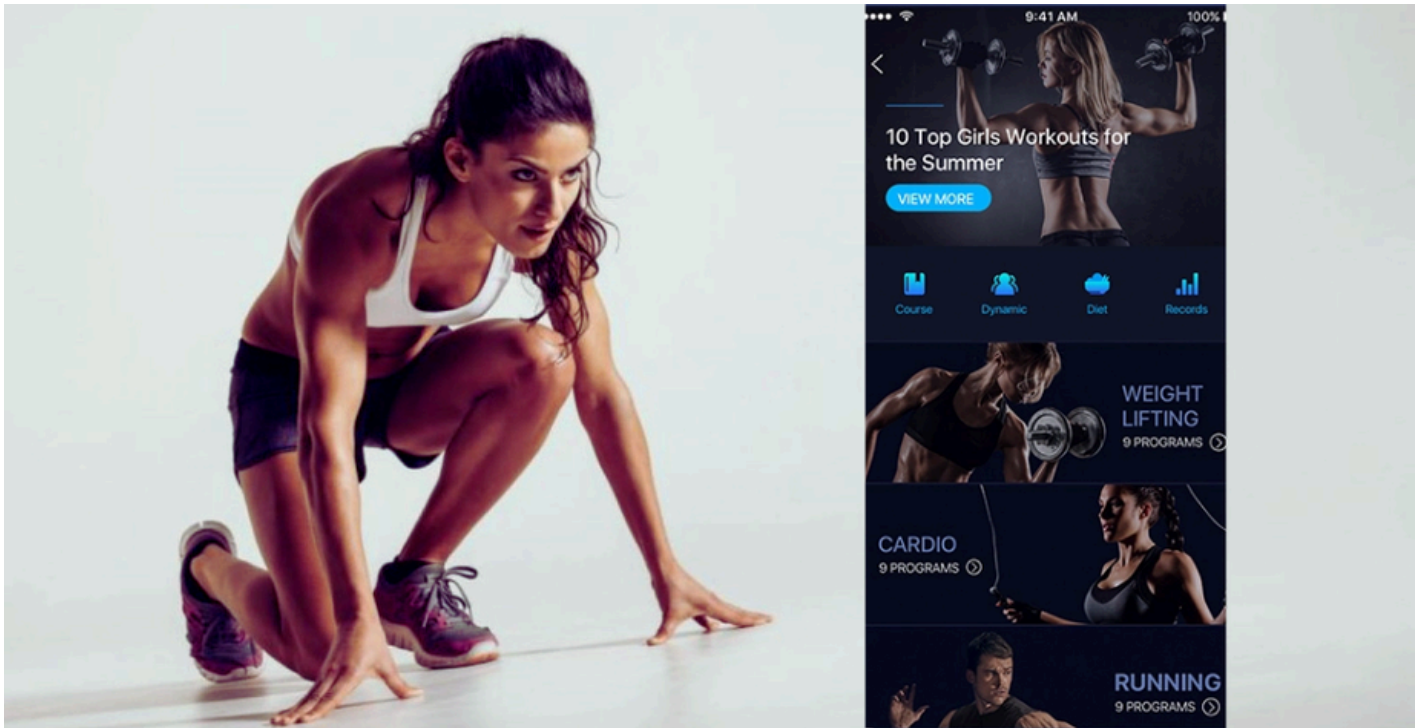 9:41 AM
100%
10 Top Girls Workouts for
the Summer
VIEW MORE
Course
Dynamic
Diet
Records
WEIGHT
LIFTING
9 PROGRAMS
CARDIO
9 PROGRAMS
RUNNING
9 PROGRAMS